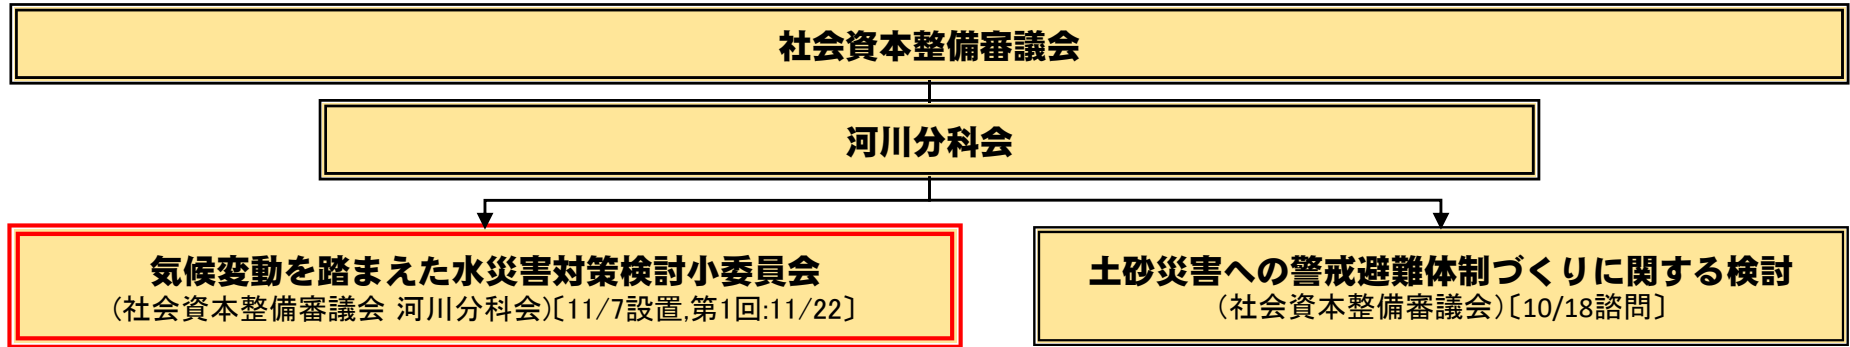 社会資本整備審議会
河川分科会
気候変動を踏まえた水災害対策検討小委員会
(社会資本整備審議会 河川分科会)〔11/7設置,第1回:11/22〕
土砂災害への警戒避難体制づくりに関する検討
(社会資本整備審議会)〔10/18諮問〕